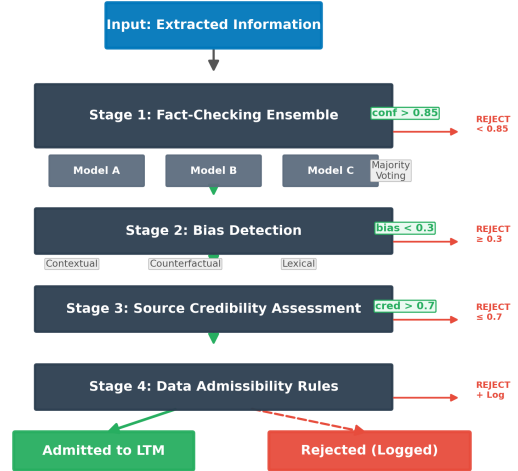 Input: Extracted Information
Stage 1: Fact-Checking Ensemble
conf > 0.85
REJECT
< 0.85
Model A
Model B
Model C
Majority
Voting
Stage 2: Bias Detection
bias < 0.3
REJECT
≥ 0.3
Contextual
Counterfactual
Lexical
Stage 3: Source Credibility Assessment
cred > 0.7
REJECT
≤ 0.7
Stage 4: Data Admissibility Rules
REJECT
+ Log
Admitted to LTM
Rejected (Logged)